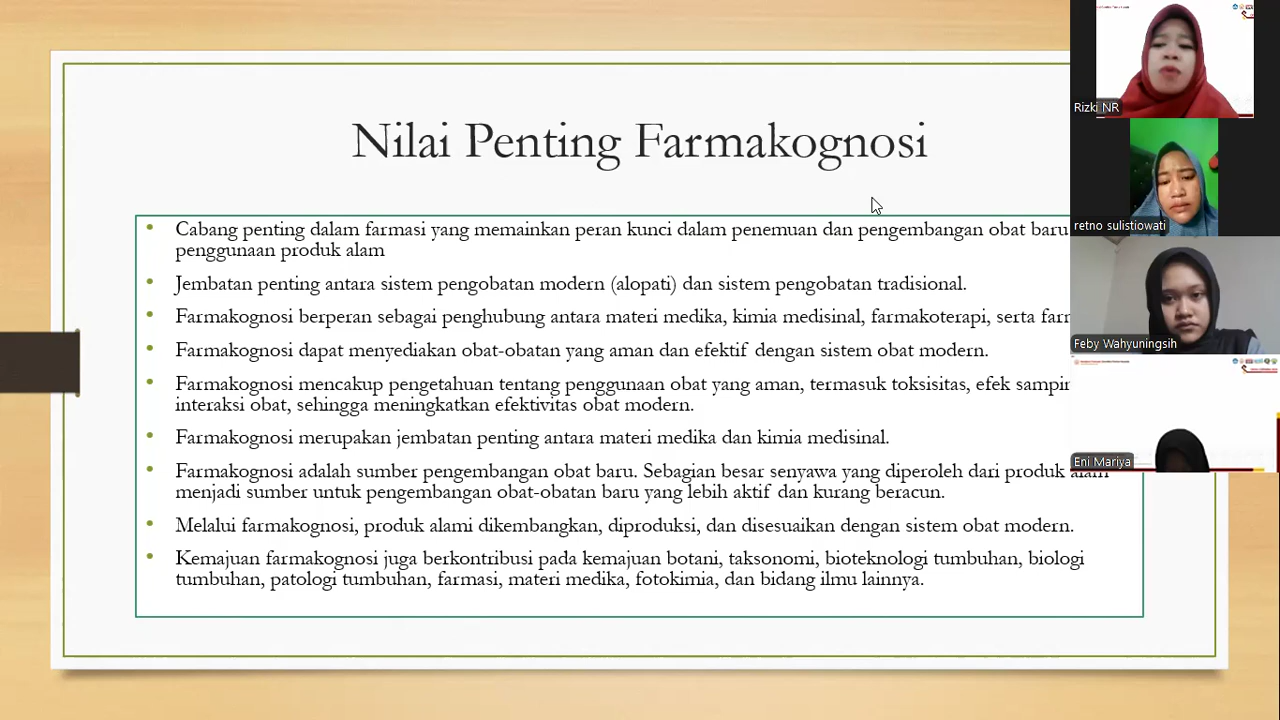 Nilai Penting Farmakognosi
Cabang penting dalam farmasi yang memainkan peran kunci dalam penemuan dan pengembangan obat baru
penggunaan produk alam
Jembatan penting antara sistem pengobatan modern (alopati) dan sistem pengobatan tradisional.
Farmakognosi berperan sebagai penghubung antara materi medika, kimia medisinal, farmakoterapi, serta
Farmakognosi dapat menyediakan obat-obatan yang aman dan efektif dengan sistem obat modern.
Farmakognosi mencakup pengetahuan tentang penggunaan obat yang aman, termasuk toksisitas, efek
interaksi obat, sehingga meningkatkan efektivitas obat modern.
Farmakognosi merupakan jembatan penting antara materi medika dan kimia medisinal.
Farmakognosi adalah sumber pengembangan obat baru. Sebagian besar senyawa yang diperoleh dari produk alam
menjadi sumber untuk pengembangan obat-obatan baru yang lebih aktif dan kurang beracun.
Melalui farmakognosi, produk alami dikembangkan, diproduksi, dan disesuaikan dengan sistem obat modern.
Kemajuan farmakognosi juga berkontribusi pada kemajuan botani, taksonomi, bioteknologi tumbuhan, biologi
tumbuhan, patologi tumbuhan, farmasi, materi medika, fotokimia, dan bidang ilmu lainnya.
Rizki NR
retno sulistiowati
Feby Wahyuningsih
Eni Mariya